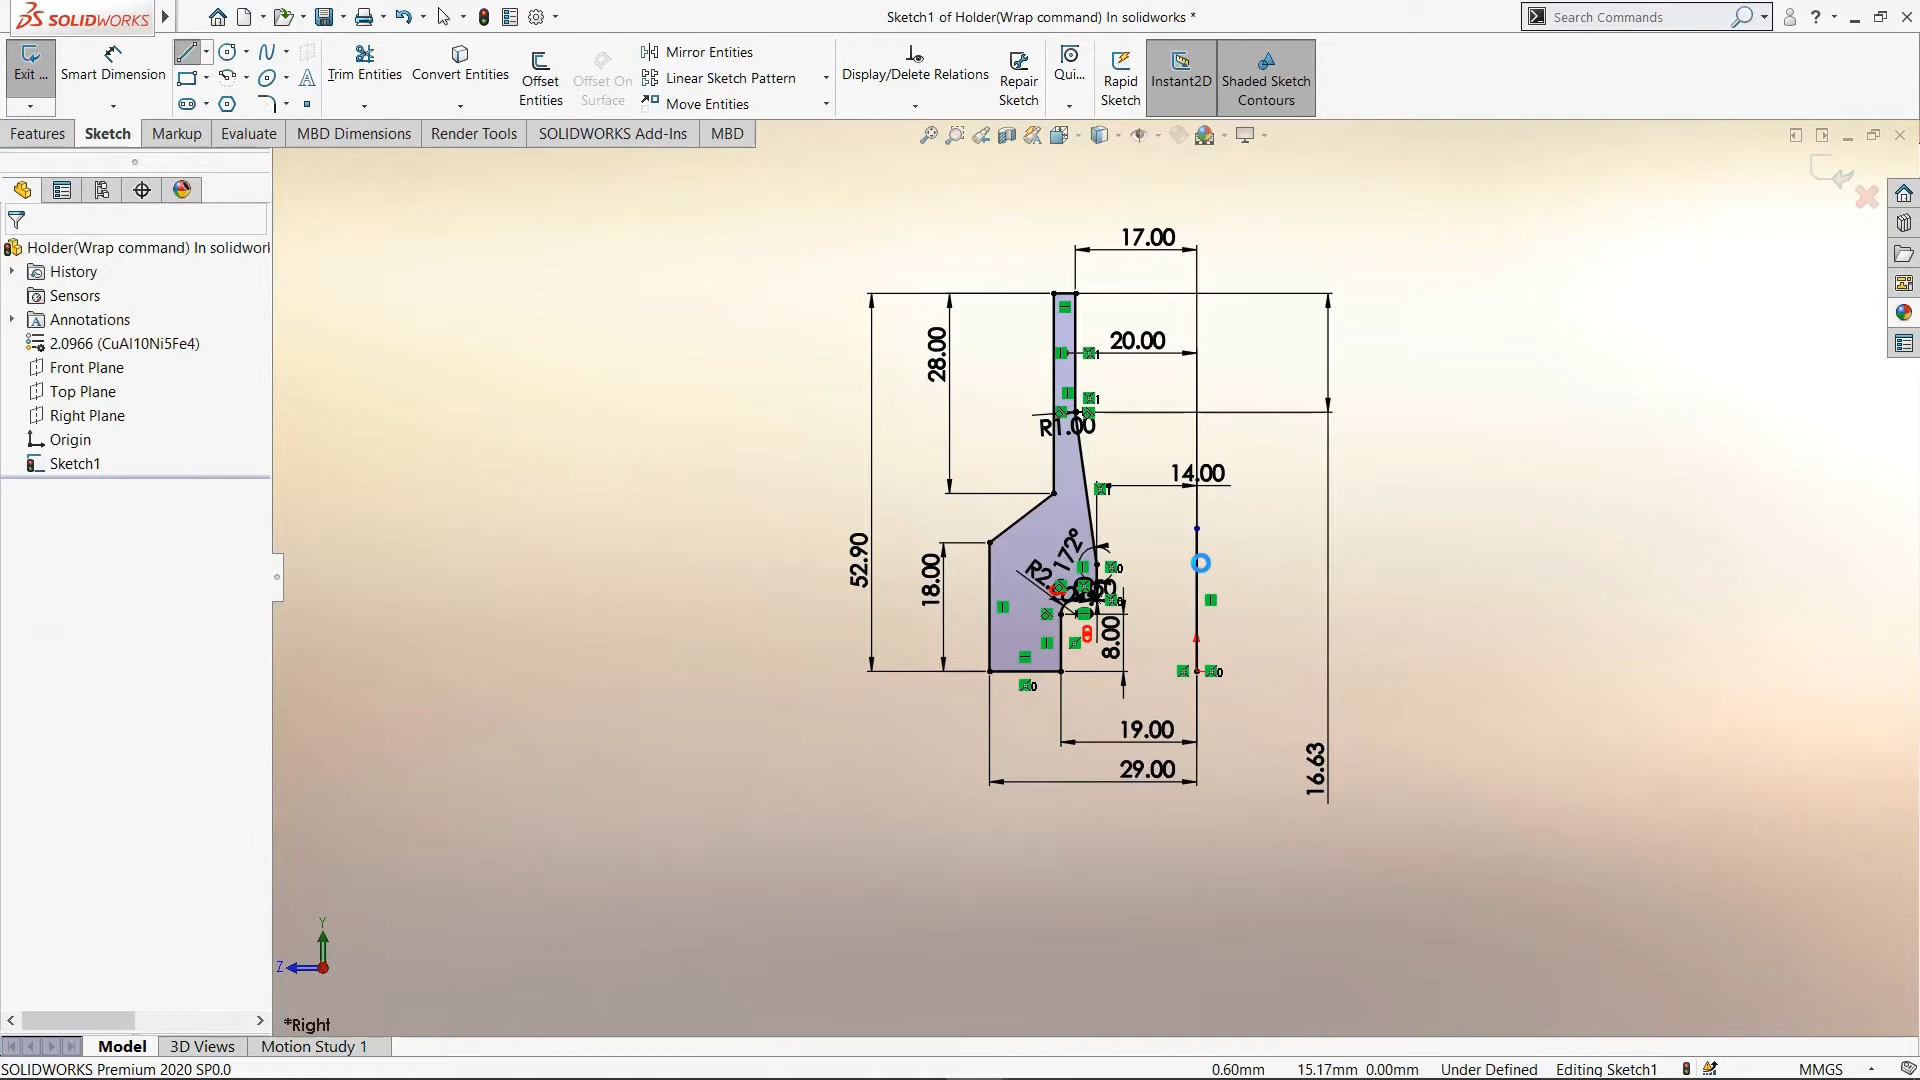 SOLIDWORKS
Sketch1 of Holder(Wrap command) In solidworks *
Search Commands
Exit ...
Smart Dimension
Trim Entities
Convert Entities
Offset Entities
Offset On Surface
Mirror Entities
Linear Sketch Pattern
Move Entities
Display/Delete Relations
Repair Sketch
Qui...
Rapid Sketch
Instant2D
Shaded Sketch Contours
Features
Sketch
Markup
Evaluate
MBD Dimensions
Render Tools
SOLIDWORKS Add-Ins
MBD
Holder(Wrap command) In solidwor
History
Sensors
Annotations
2.0966 (CuAl10Ni5Fe4)
Front Plane
Top Plane
Right Plane
Origin
Sketch1
17.00
28.00
20.00
R1.00
14.00
52.90
18.00
172°
8.00
19.00
29.00
16.63
Y
Z
*Right
Model
3D Views
Motion Study 1
SOLIDWORKS Premium 2020 SP0.0
0.60mm
15.17mm
0.00mm
Under Defined
Editing Sketch1
MMGS